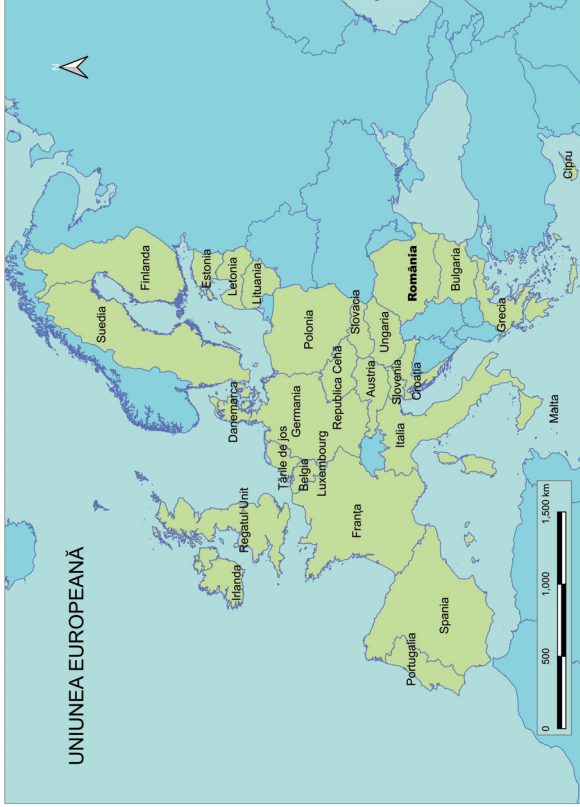 UNIUNEA EUROPEANĂ
N
Finlanda
Suedia
Estonia
Letonia
Lituania
Danemarca
Irlanda
Regatul Unit
Țările de jos
Belgia
Luxembourg
Germania
Polonia
Republica Cehă
Slovacia
Austria
Ungaria
România
Slovenia
Croația
Bulgaria
Franța
Italia
Grecia
Portugalia
Spania
Malta
Cipru
0 500 1,000 1,500 km